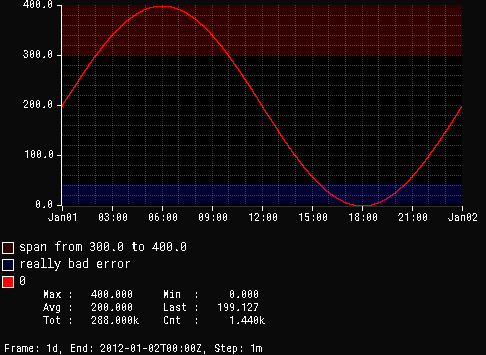 400.0
300.0
200.0
100.0
0.0
Jan01 03:00 06:00 09:00 12:00 15:00 18:00 21:00 Jan02
span from 300.0 to 400.0
really bad error
0
Max : 400.000 Min : 0.000
Avg : 200.000 Last : 199.127
Tot : 288.000k Cnt : 1.440k
Frame: 1d, End: 2012-01-02T00:00Z, Step: 1m